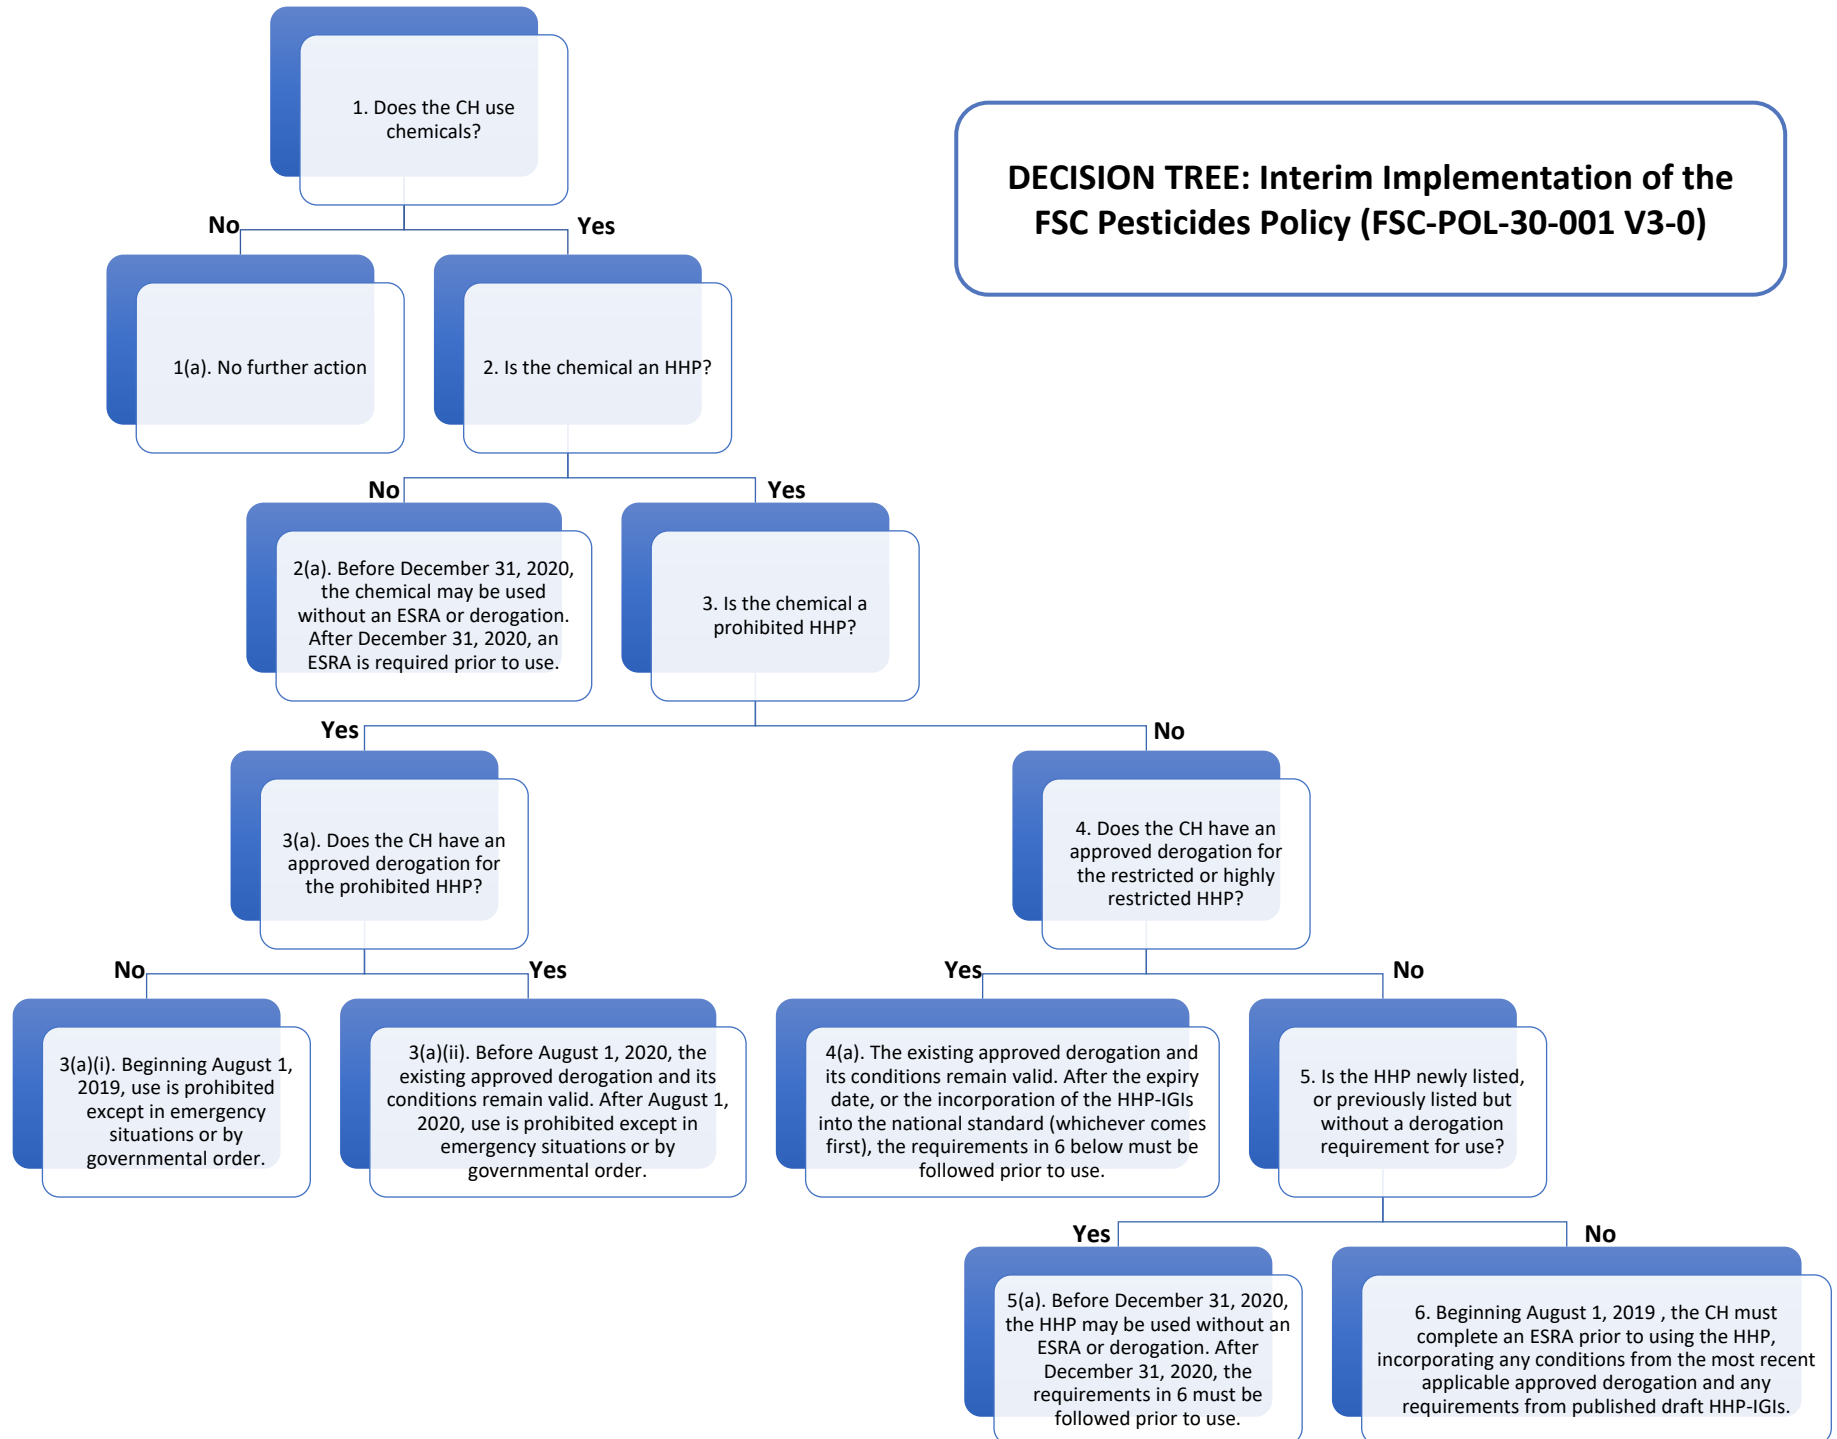 1. Does the CH use
chemicals?
DECISION TREE: Interim Implementation of the
FSC Pesticides Policy (FSC-POL-30-001 V3-0)
No
Yes
1(a). No further action
2. Is the chemical an HHP?
No
Yes
2(a). Before December 31, 2020,
the chemical may be used
without an ESRA or derogation.
After December 31, 2020, an
ESRA is required prior to use.
3. Is the chemical a
prohibited HHP?
Yes
No
3(a). Does the CH have an
approved derogation for
the prohibited HHP?
4. Does the CH have an
approved derogation for
the restricted or highly
restricted HHP?
No
Yes
Yes
No
3(a)(i). Beginning August 1,
2019, use is prohibited
except in emergency
situations or by
governmental order.
3(a)(ii). Before August 1, 2020, the
existing approved derogation and its
conditions remain valid. After August 1,
2020, use is prohibited except in
emergency situations or by
governmental order.
4(a). The existing approved derogation and
its conditions remain valid. After the expiry
date, or the incorporation of the HHP-IGIs
into the national standard (whichever comes
first), the requirements in 6 below must be
followed prior to use.
5. Is the HHP newly listed,
or previously listed but
without a derogation
requirement for use?
Yes
No
5(a). Before December 31, 2020,
the HHP may be used without an
ESRA or derogation. After
December 31, 2020, the
requirements in 6 must be
followed prior to use.
6. Beginning August 1, 2019 , the CH must
complete an ESRA prior to using the HHP,
incorporating any conditions from the most recent
applicable approved derogation and any
requirements from published draft HHP-IGIs.